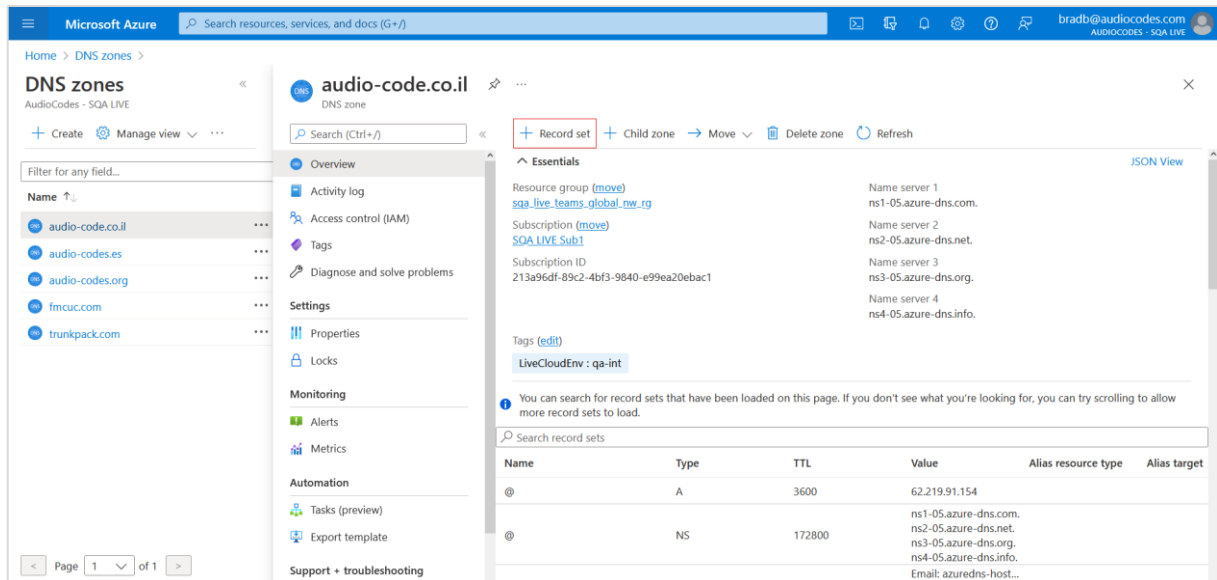 Microsoft Azure
Search resources, services, and docs (G+/)
bradb@audiocodes.com
AUDIOCODES - SQA LIVE
Home > DNS zones >
DNS zones
AudioCodes - SQA LIVE
+ Create Manage view ...
Filter for any field...
Name ↑↓
audio-code.co.il ...
audio-codes.es ...
audio-codes.org ...
fmcuc.com ...
trunkpack.com ...
< Page 1 of 1 >
DNS audio-code.co.il ...
DNS zone
Search (Ctrl+/) «
Overview
Activity log
Access control (IAM)
Tags
Diagnose and solve problems
Settings
Properties
Locks
Monitoring
Alerts
Metrics
Automation
Tasks (preview)
Export template
Support + troubleshooting
+ Record set + Child zone → Move Delete zone Refresh
Essentials JSON View
Resource group (move)
sqa_live_teams_global_nw_rg
Subscription (move)
SQA LIVE Sub1
Subscription ID
213a96df-89c2-4bf3-9840-e99ea20ebac1
Name server 1
ns1-05.azure-dns.com.
Name server 2
ns2-05.azure-dns.net.
Name server 3
ns3-05.azure-dns.org.
Name server 4
ns4-05.azure-dns.info.
Tags (edit)
LiveCloudEnv : qa-int
You can search for record sets that have been loaded on this page. If you don't see what you're looking for, you can try scrolling to allow
more record sets to load.
Search record sets
Name Type TTL Value Alias resource type Alias target
@ A 3600 62.219.91.154
@ NS 172800 ns1-05.azure-dns.com.
ns2-05.azure-dns.net.
ns3-05.azure-dns.org.
ns4-05.azure-dns.info.
Email: azuredns-host...